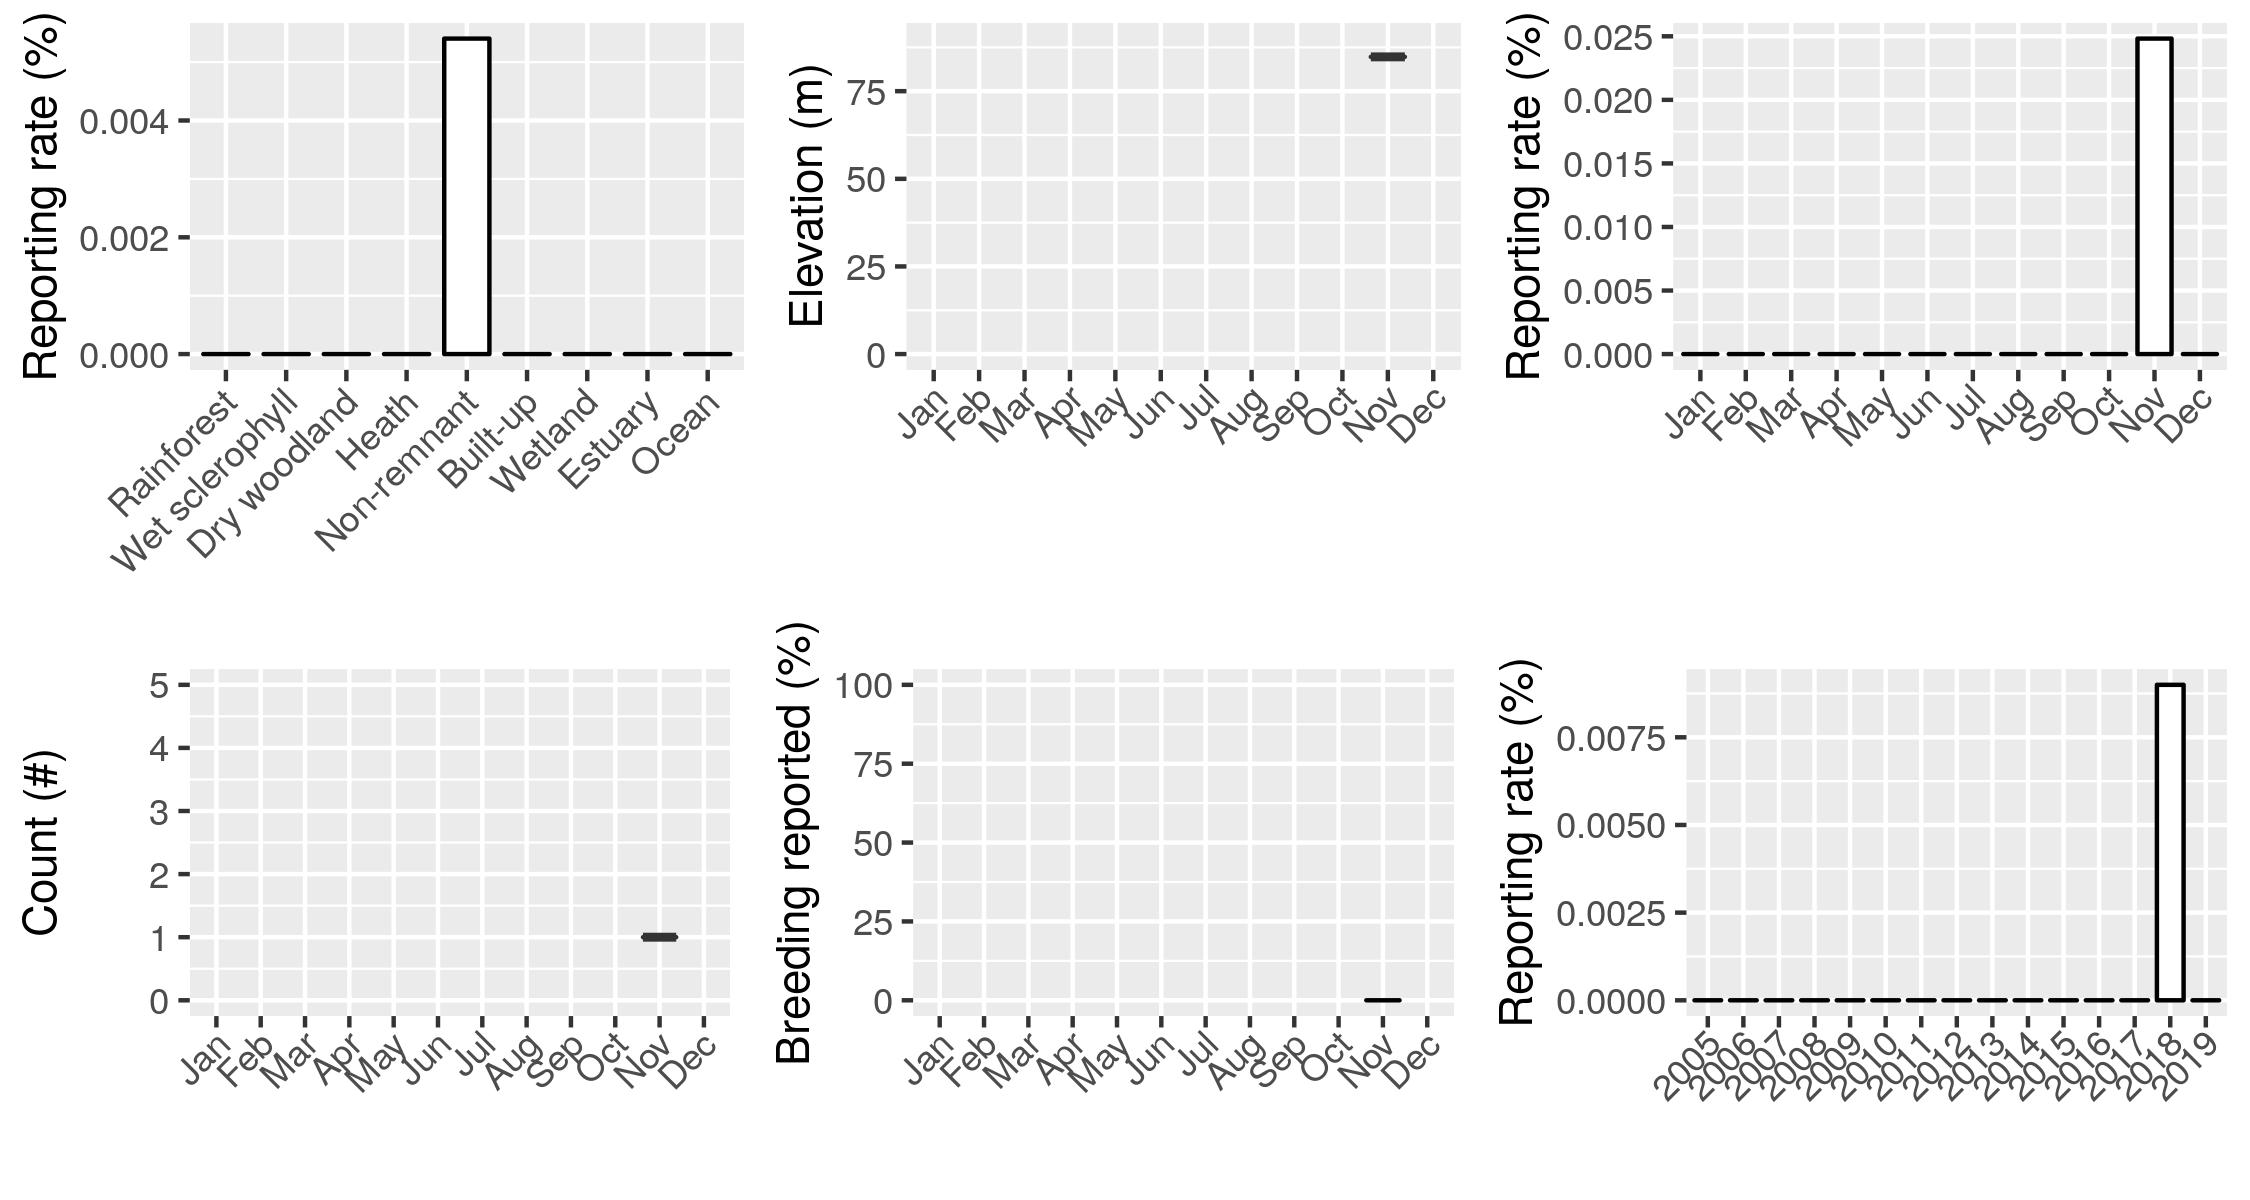 Reporting rate (%)
0.004
0.002
0.000
Rainforest
Wet sclerophyll
Dry woodland
Heath
Non-remnant
Built-up
Wetland
Estuary
Ocean
Elevation (m)
75
50
25
0
Jan
Feb
Mar
Apr
May
Jun
Jul
Aug
Sep
Oct
Nov
Dec
Reporting rate (%)
0.025
0.020
0.015
0.010
0.005
0.000
Jan
Feb
Mar
Apr
May
Jun
Jul
Aug
Sep
Oct
Nov
Dec
Count (#)
5
4
3
2
1
0
Jan
Feb
Mar
Apr
May
Jun
Jul
Aug
Sep
Oct
Nov
Dec
Breeding reported (%)
100
75
50
25
0
Jan
Feb
Mar
Apr
May
Jun
Jul
Aug
Sep
Oct
Nov
Dec
Reporting rate (%)
0.0075
0.0050
0.0025
0.0000
2005
2006
2007
2008
2009
2010
2011
2012
2013
2014
2015
2016
2017
2018
2019